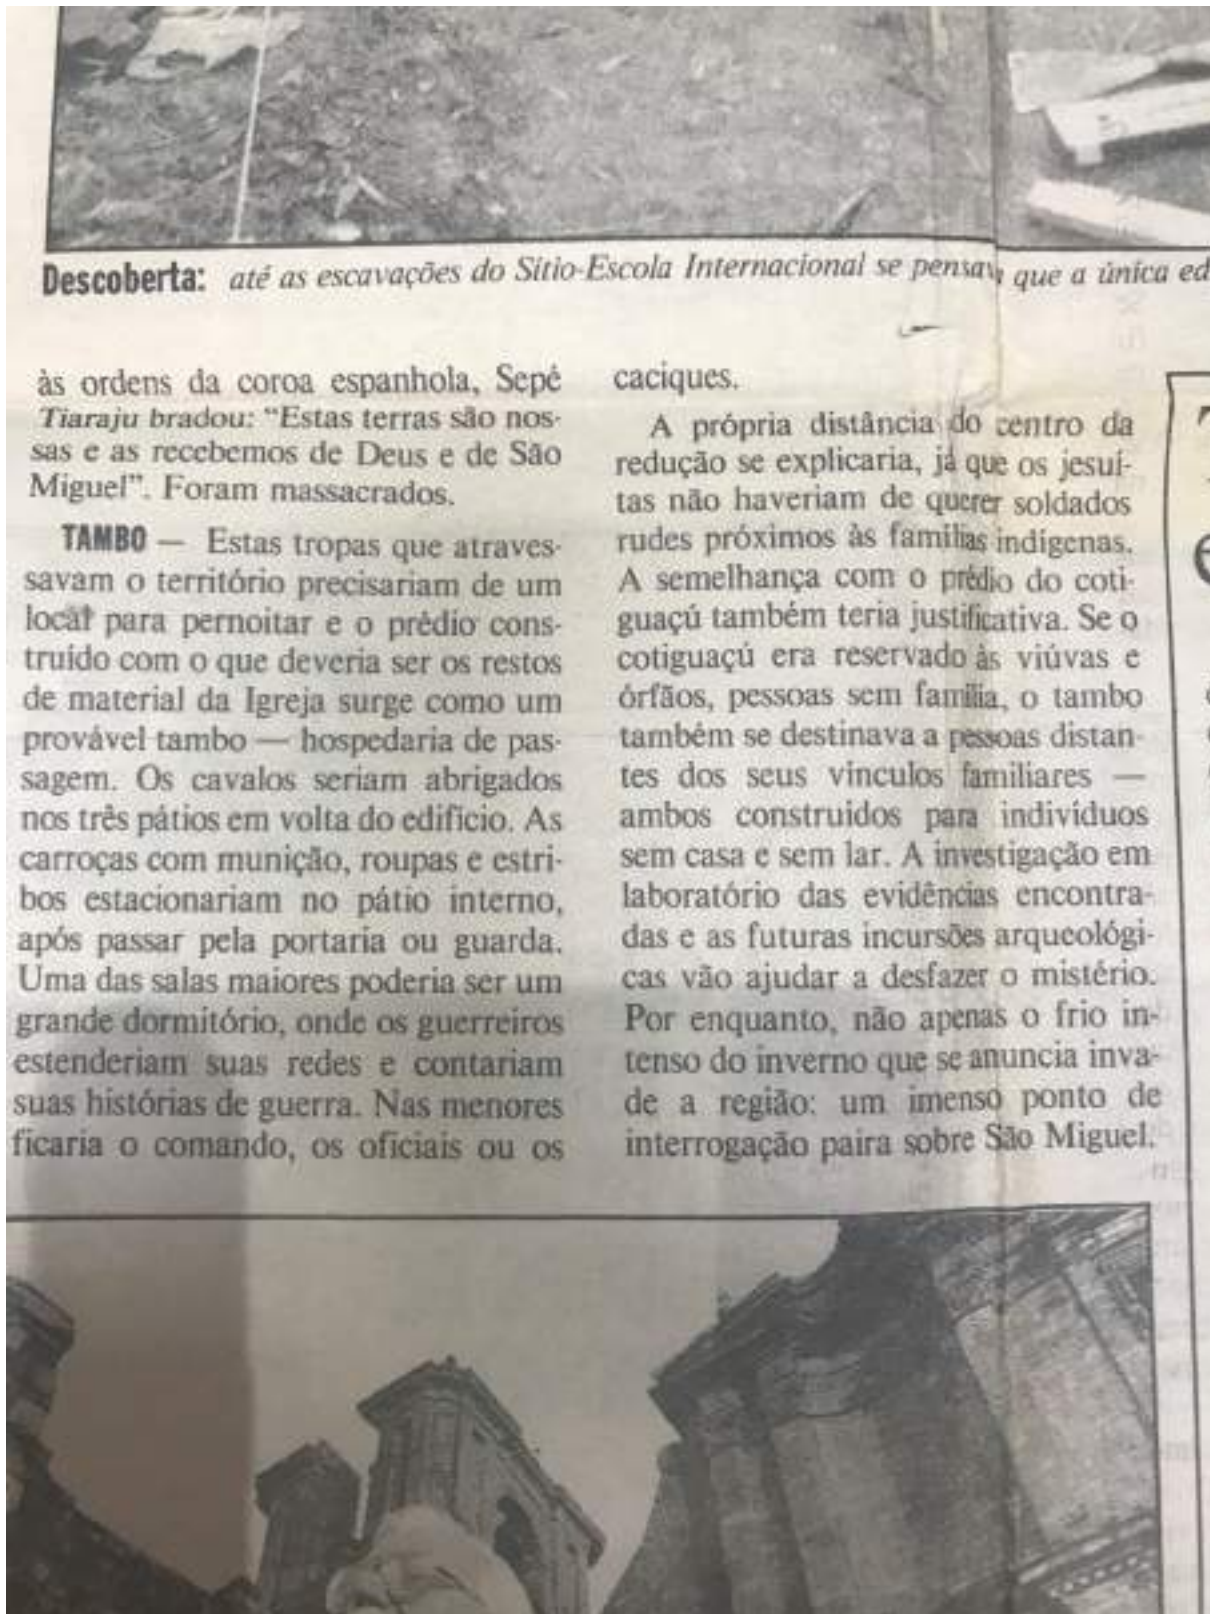 Descoberta: até as escavações do Sítio-Escola Internacional se pensav que a única ed
às ordens da coroa espanhola, Sepé
Tiaraju bradou: “Estas terras são nos-
sas e as recebemos de Deus e de São
Miguel”. Foram massacrados.
TAMBO — Estas tropas que atraves-
savam o território precisariam de um
local para pernoitar e o prédio cons-
truído com o que deveria ser os restos
de material da Igreja surge como um
provável tambo — hospedaria de pas-
sagem. Os cavalos seriam abrigados
nos três pátios em volta do edifício. As
carroças com munição, roupas e estri-
bos estacionariam no pátio interno,
após passar pela portaria ou guarda.
Uma das salas maiores poderia ser um
grande dormitório, onde os guerreiros
estenderiam suas redes e contariam
suas histórias de guerra. Nas menores
ficaria o comando, os oficiais ou os
caciques.
A própria distância do centro da
redução se explicaria, já que os jesuí-
tas não haveriam de querer soldados
rudes próximos às famílias indígenas.
A semelhança com o prédio do coti-
guaçú também teria justificativa. Se o
cotiguaçú era reservado às viúvas e
órfãos, pessoas sem família, o tambo
também se destinava a pessoas distan-
tes dos seus vínculos familiares —
ambos construídos para indivíduos
sem casa e sem lar. A investigação em
laboratório das evidências encontra-
das e as futuras incursões arqueológi-
cas vão ajudar a desfazer o mistério.
Por enquanto, não apenas o frio in-
tenso do inverno que se anuncia inva-
de a região: um imenso ponto de
interrogação paira sobre São Miguel.